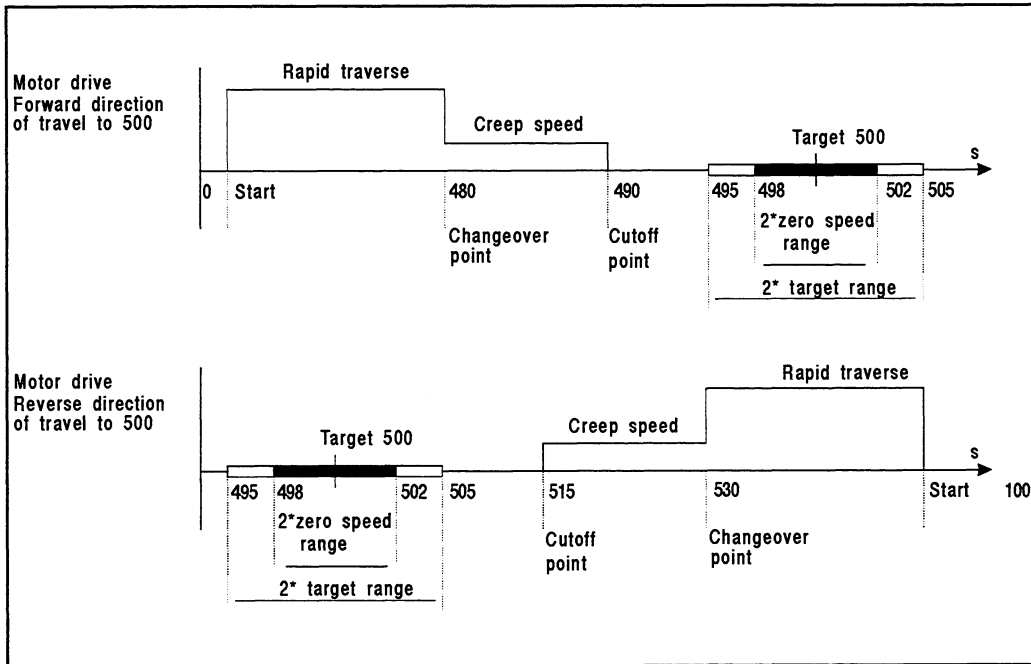 Motor drive
Forward direction
of travel to 500
Rapid traverse
Creep speed
Target 500
s
0
Start
480
490
495
498
502
505
Changeover
point
Cutoff
point
2*zero speed
range
2* target range
Motor drive
Reverse direction
of travel to 500
Rapid traverse
Creep speed
Target 500
s
495
498
502
505
515
530
Start
100
2*zero speed
range
Cutoff
point
Changeover
point
2* target range